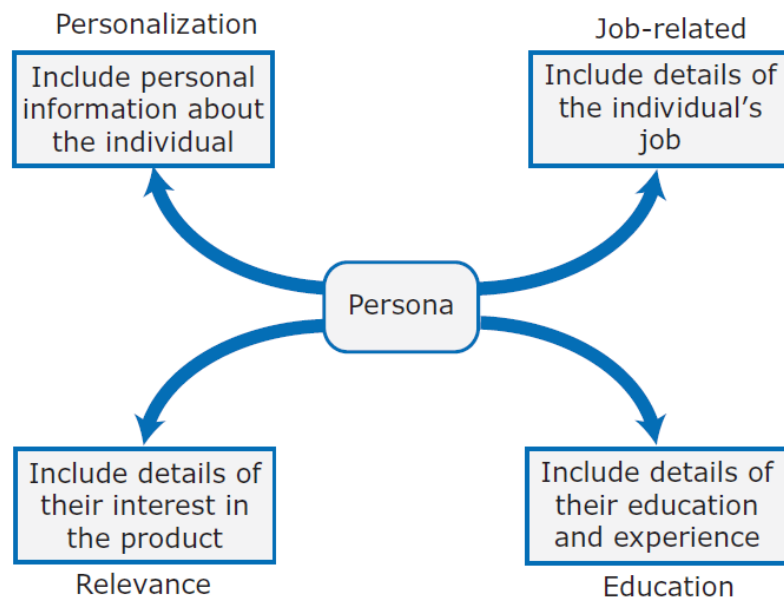 Personalization
Include personal
information about
the individual
Job-related
Include details of
the individual’s
job
Persona
Include details of
their interest in
the product
Relevance
Include details of
their education
and experience
Education